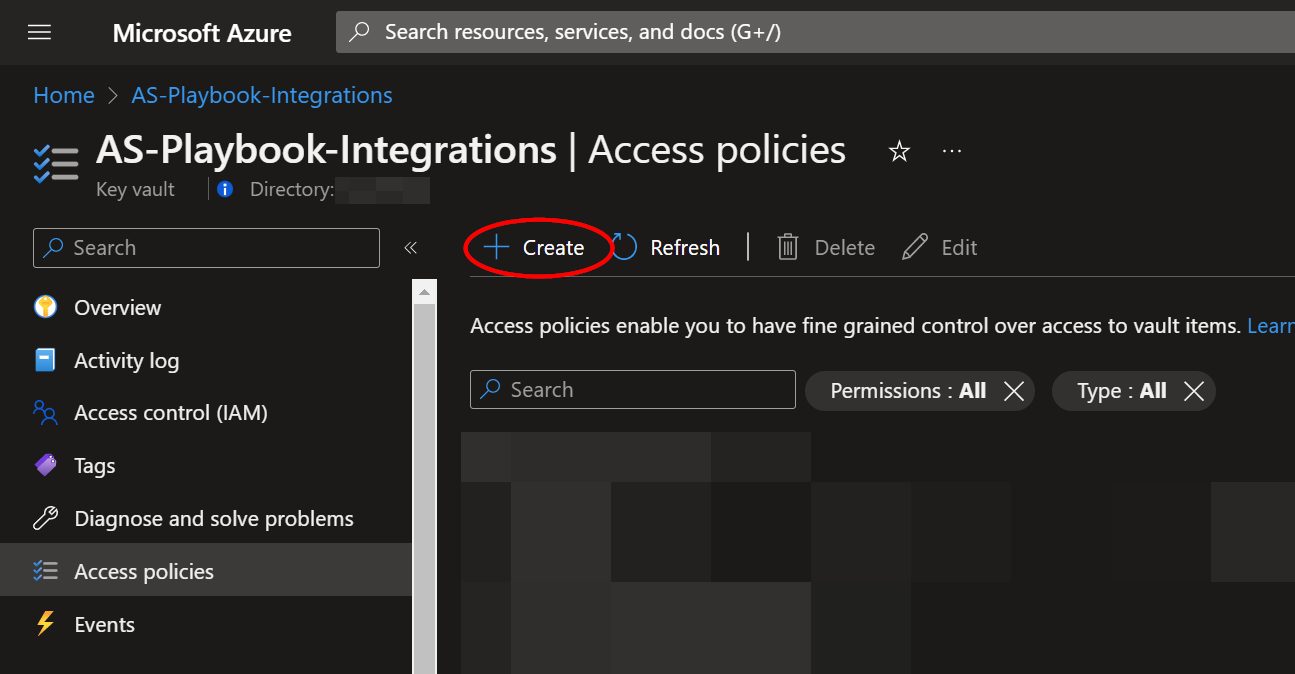 Microsoft Azure
Search resources, services, and docs (G+/)
Home > AS-Playbook-Integrations
AS-Playbook-Integrations | Access policies ☆ ...
Key vault
Directory:
Search «
+ Create Refresh | Delete Edit
Overview
Activity log
Access control (IAM)
Tags
Diagnose and solve problems
Access policies
Events
Access policies enable you to have fine grained control over access to vault items. Learn
Search
Permissions : All ✕
Type : All ✕